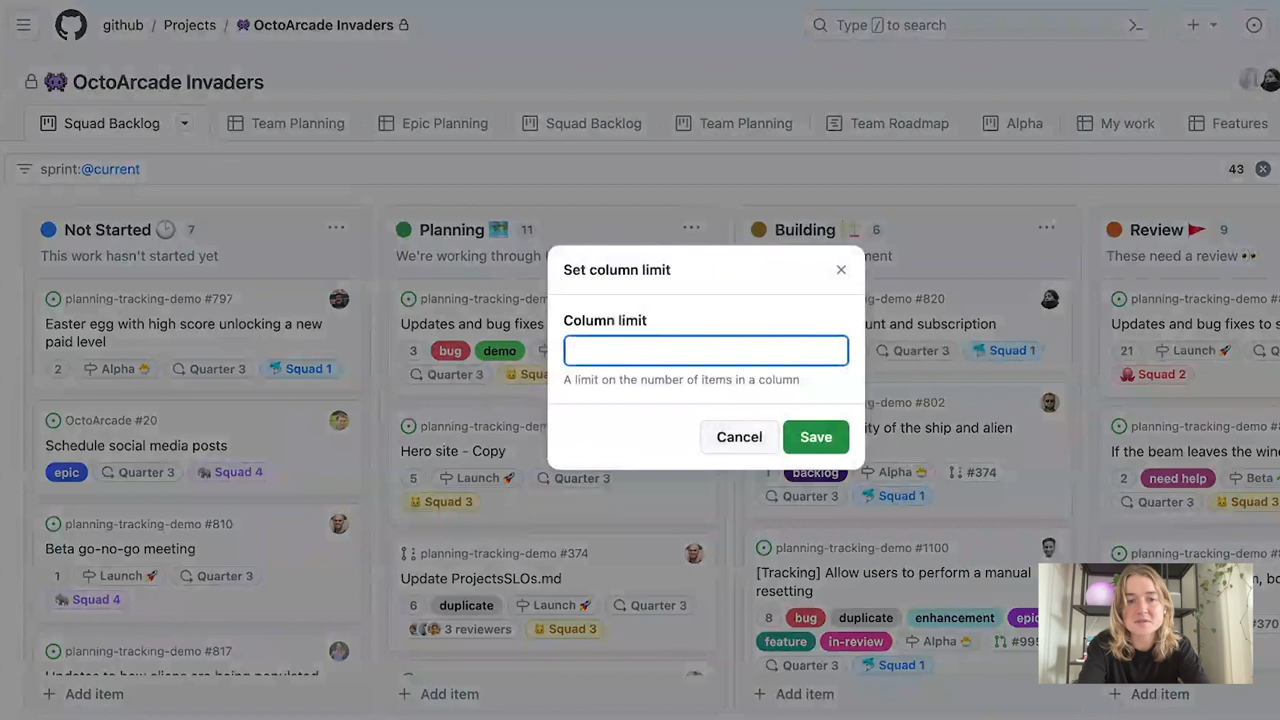 github / Projects / OctoArcade Invaders
Type / to search
OctoArcade Invaders
Squad Backlog
Team Planning
Epic Planning
Squad Backlog
Team Planning
Team Roadmap
Alpha
My work
Features
sprint:@current
43
Not Started 7
This work hasn't started yet
planning-tracking-demo #797
Easter egg with high score unlocking a new
paid level
2 Alpha Quarter 3 Squad 1
OctoArcade #20
Schedule social media posts
epic Quarter 3 Squad 4
planning-tracking-demo #810
Beta go-no-go meeting
1 Launch Quarter 3
Squad 4
planning-tracking-demo #817
Updates to how aliens are being populated
+ Add item
Planning 11
We're working through
planning-tracking-demo
Updates and bug fixes
3 bug demo
Quarter 3
planning-tracking-dem
Hero site - Copy
5 Launch Quarter 3
Squad 3
planning-tracking-demo #374
Update ProjectsSLOs.md
6 duplicate Launch Quarter 3
3 reviewers Squad 3
+ Add item
Set column limit
Column limit
A limit on the number of items in a column
Cancel
Save
Building 6
#820
and subscription
Quarter 3 Squad 1
#802
of the ship and alien
backlog Alpha #374
Quarter 3 Squad 1
planning-tracking-demo #1100
[Tracking] Allow users to perform a manual
resetting
8 bug duplicate enhancement
feature in-review Alpha
Quarter 3 Squad 1
+ Add item
Review 9
These need a review
planning-tracking-demo
Updates and bug fixes to
21 Launch
Squad 2
planning-tracking-demo
If the beam leaves the
2 need help Beta
Quarter 3 Squad 3
planning-tracking-demo
#370
+ Add item